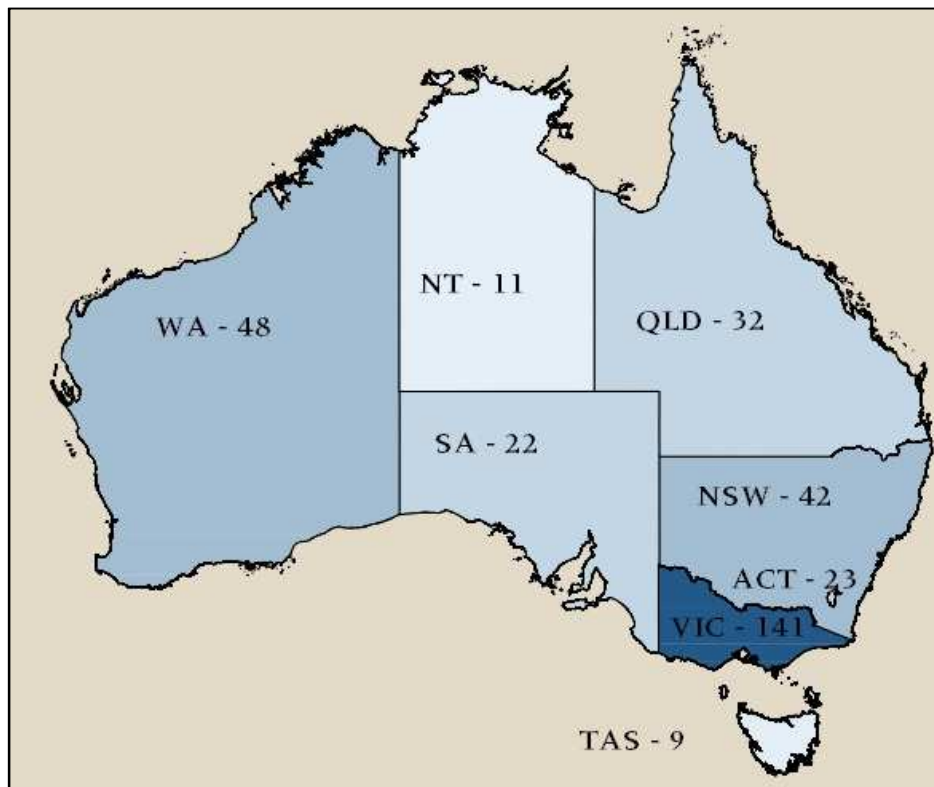 NT - 11
WA - 48
QLD - 32
SA - 22
NSW - 42
ACT - 23
VIC - 141
TAS - 9